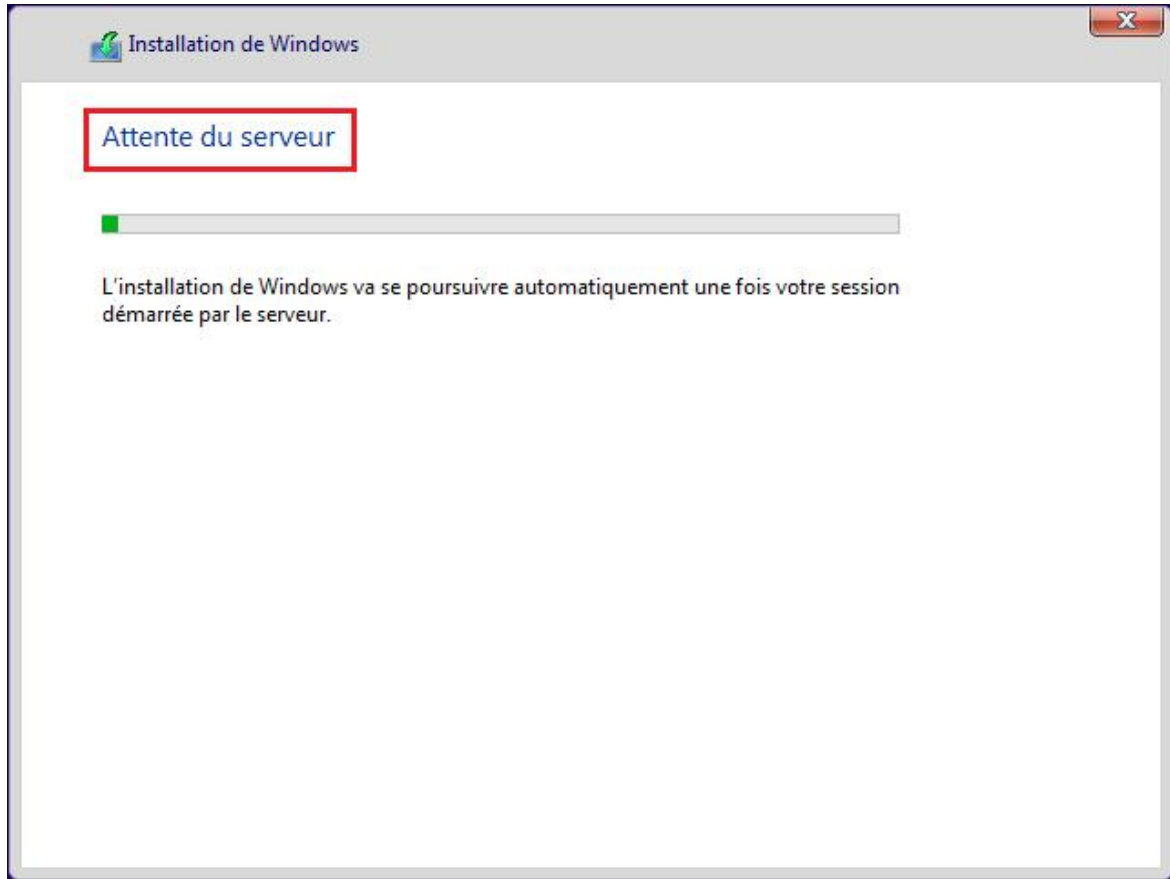 Installation de Windows
Attente du serveur
L'installation de Windows va se poursuivre automatiquement une fois votre session
démarrée par le serveur.